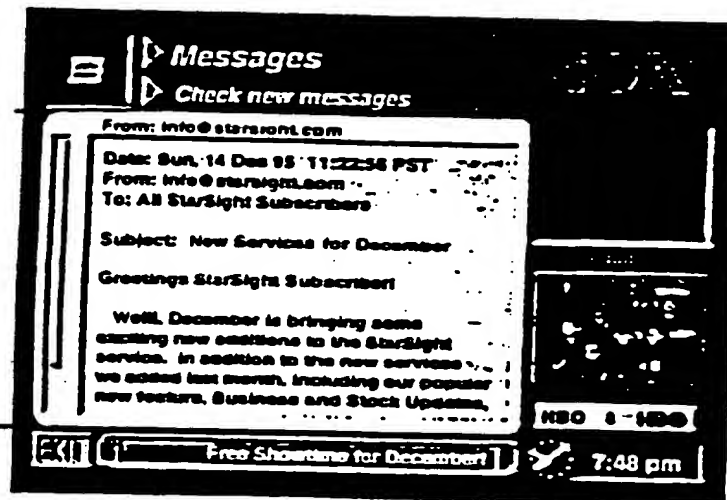 Messages
Check new messages
From: info@starsight.com
Date: Sun, 14 Dec 95 11:22:56 PST
From: info@starsight.com
To: All StarSight Subscribers
Subject: New Services for December
Greetings StarSight Subscriber!
Well, December is bringing some
exciting new additions to the StarSight
service. In addition to the new services
we added last month, including our popular
new feature, Business and Stock Updates,
HBO 8 - HBO
EXIT
Free Showtime for December!
7:48 pm